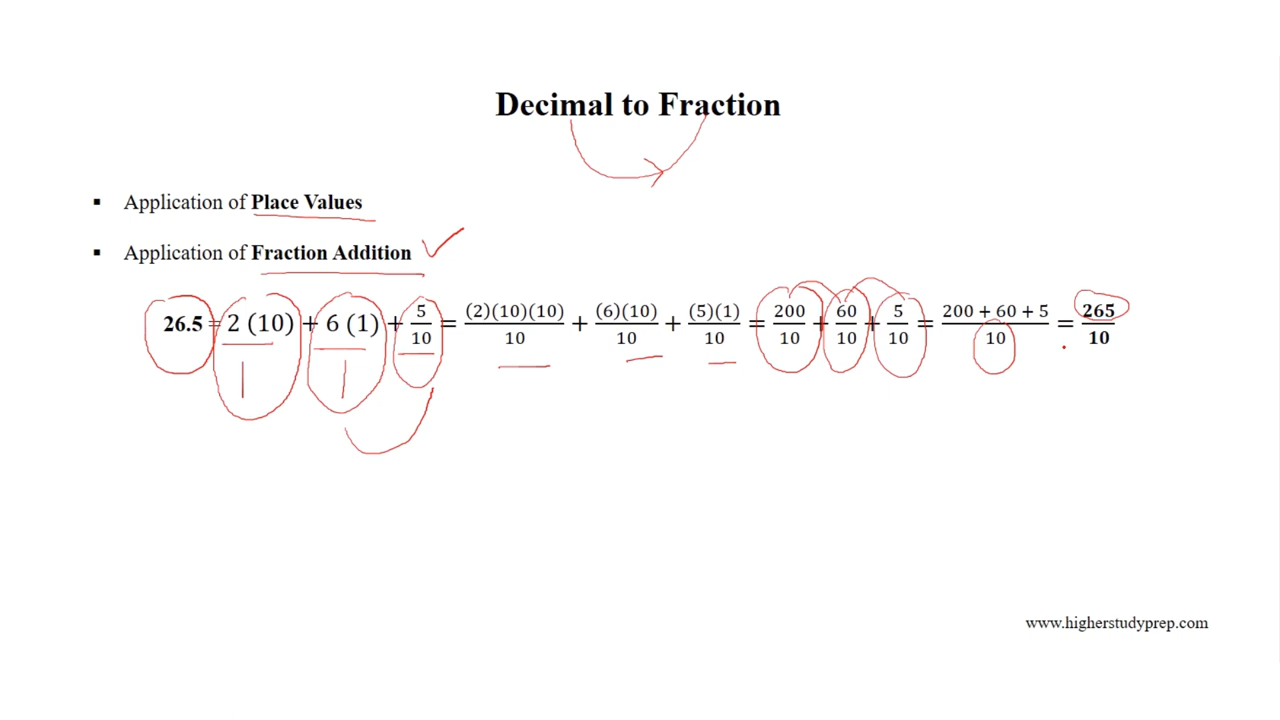 Decimal to Fraction
▪ Application of Place Values
▪ Application of Fraction Addition
26.5 = 2 (10) + 6 (1) + 5/10 = (2)(10)(10)/10 + (6)(10)/10 + (5)(1)/10 = 200/10 + 60/10 + 5/10 = 200 + 60 + 5/10 = 265/10
www.higherstudyprep.com